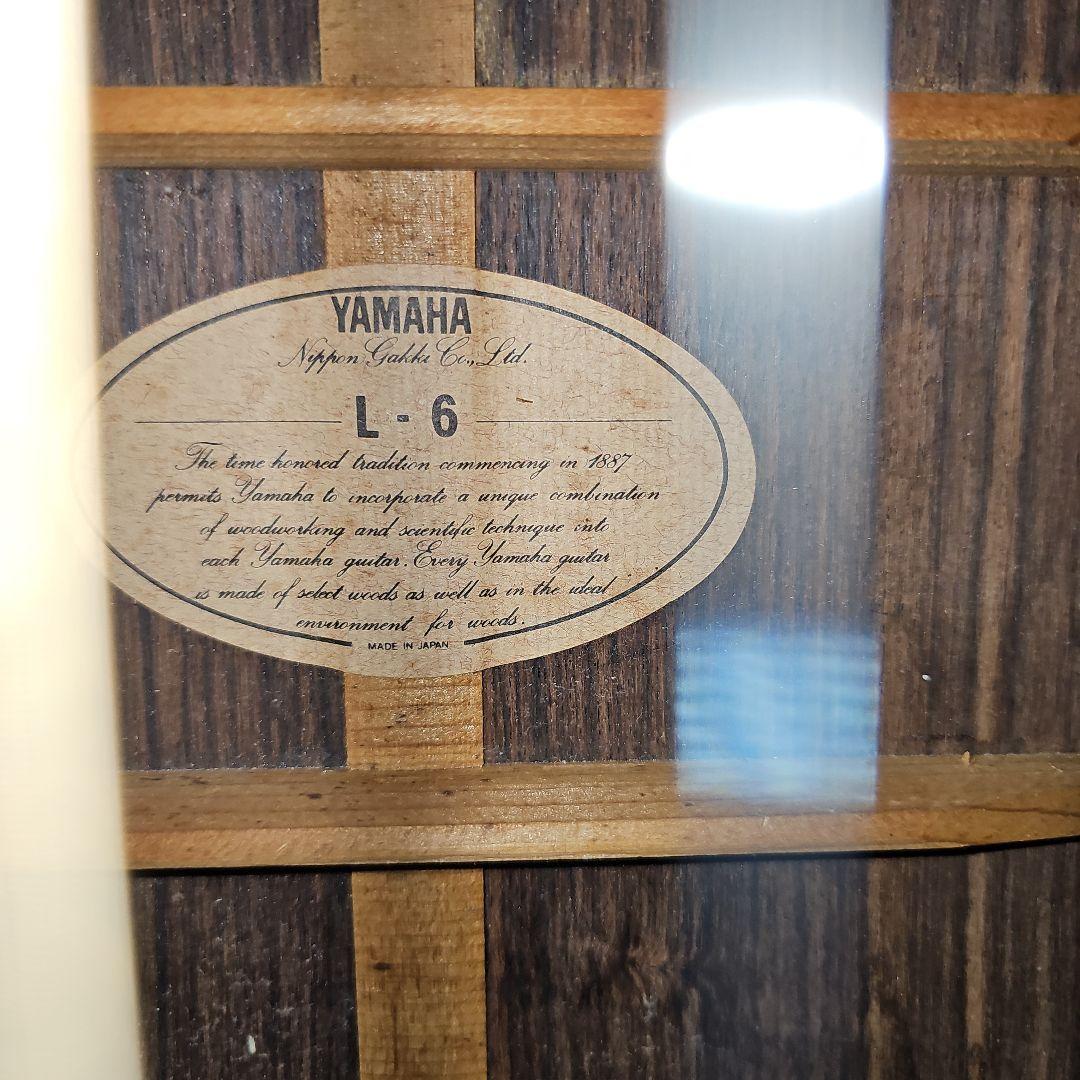 YAMAHA
Nippon Gakki Co., Ltd.
L - 6
The time honored tradition commencing in 1887
permits Yamaha to incorporate a unique combination
of woodworking and scientific technique into
each Yamaha guitar. Every Yamaha guitar
is made of select woods as well as in the ideal
environment for woods.
MADE IN JAPAN